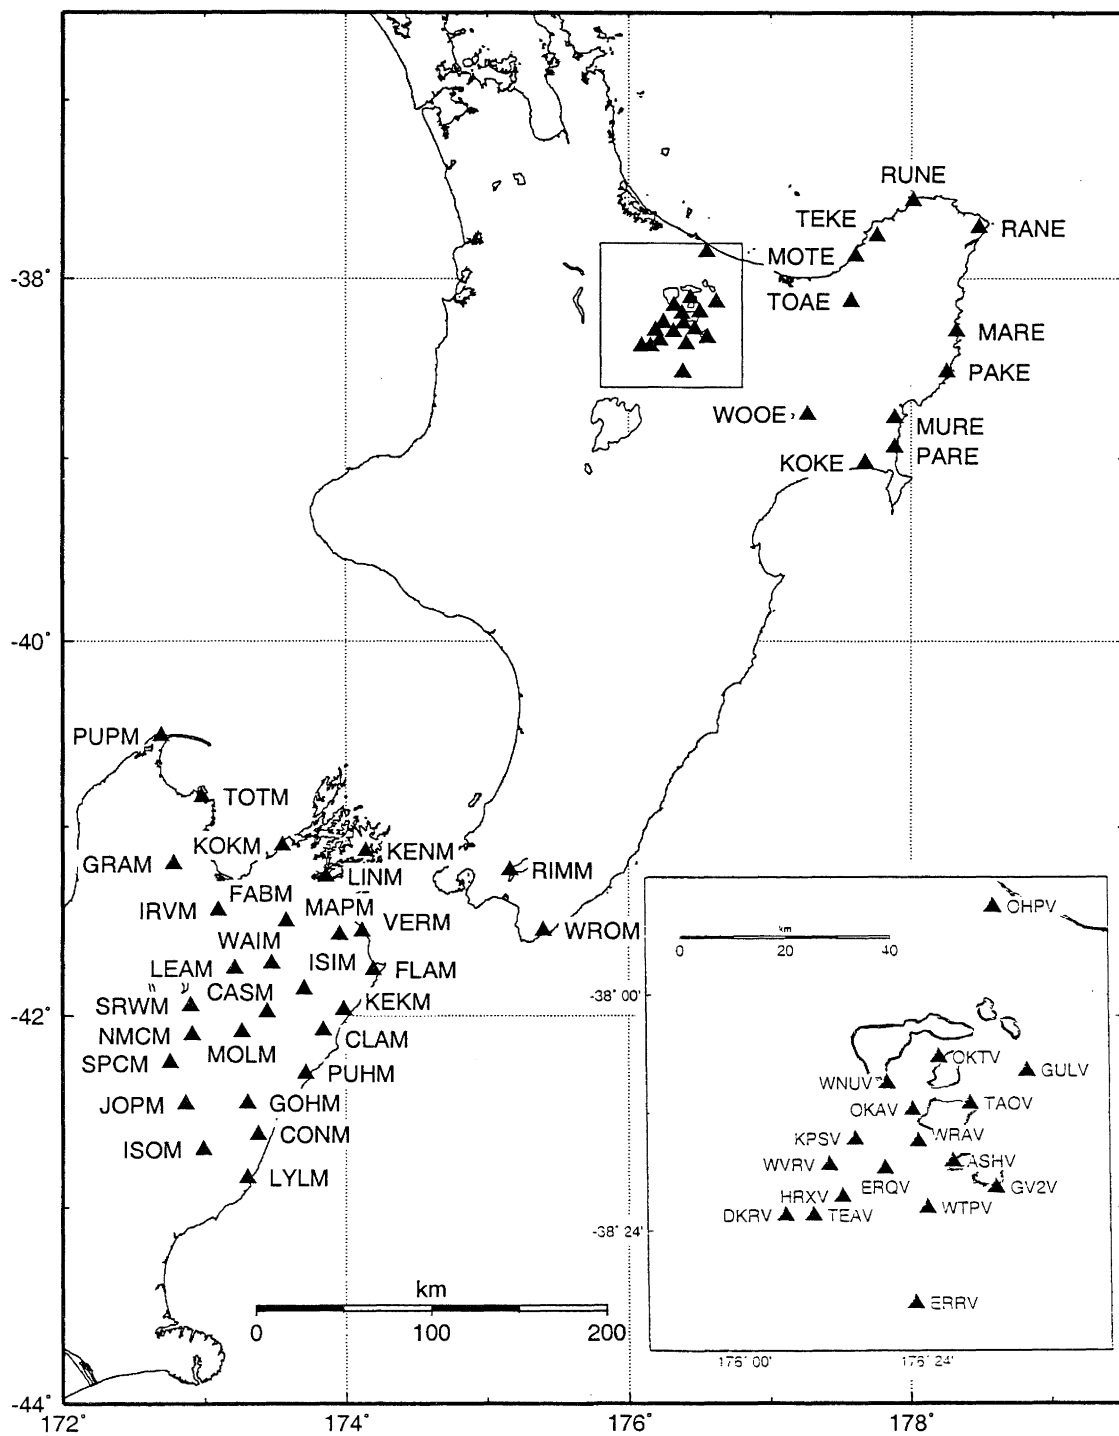 RUNE
TEKE
RANE
MOTE
-38°
TOAE
MARE
PAKE
WOOE
MURE
PARE
KOKE
-40°
PUPM
TOTM
KOKM
KENM
GRAM
RIMM
LINM
FABM
IRVM
MAPM
VERM
WROM
WAIM
LEAM
ISIM
FLAM
SRWM
CASM
KEKM
-42°
NMCM
MOLM
CLAM
SPCM
PUHM
JOPM
GOHM
CONM
ISOM
LYLM
km
0 100 200
-44°
172 174° 176° 178°
OHPV
km
0 20 40
-38° 00'
OKTV
GULV
WNUV
OKAV
TAOV
KPSV
WRAV
WVRV
ASHV
ERQV
GV2V
HRXV
WTPV
DKRV
TEAV
-38° 24'
ERRV
176° 00' 176° 24'